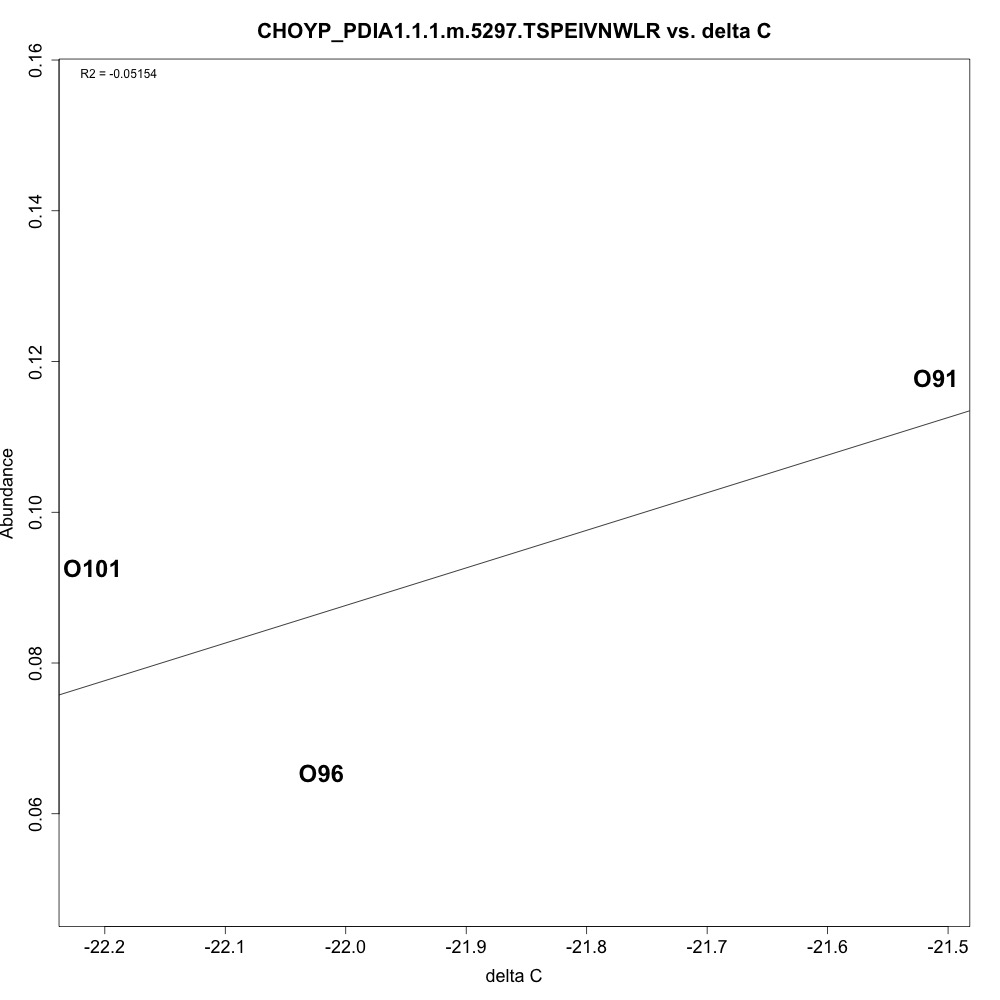 CHOYP_PDIA1.1.1.m.5297.TSPEIVNWLR vs. delta C
R2 = -0.05154
Abundance
0.16
0.14
0.12
0.10
0.08
0.06
O91
O101
O96
-22.2 -22.1 -22.0 -21.9 -21.8 -21.7 -21.6 -21.5
delta C